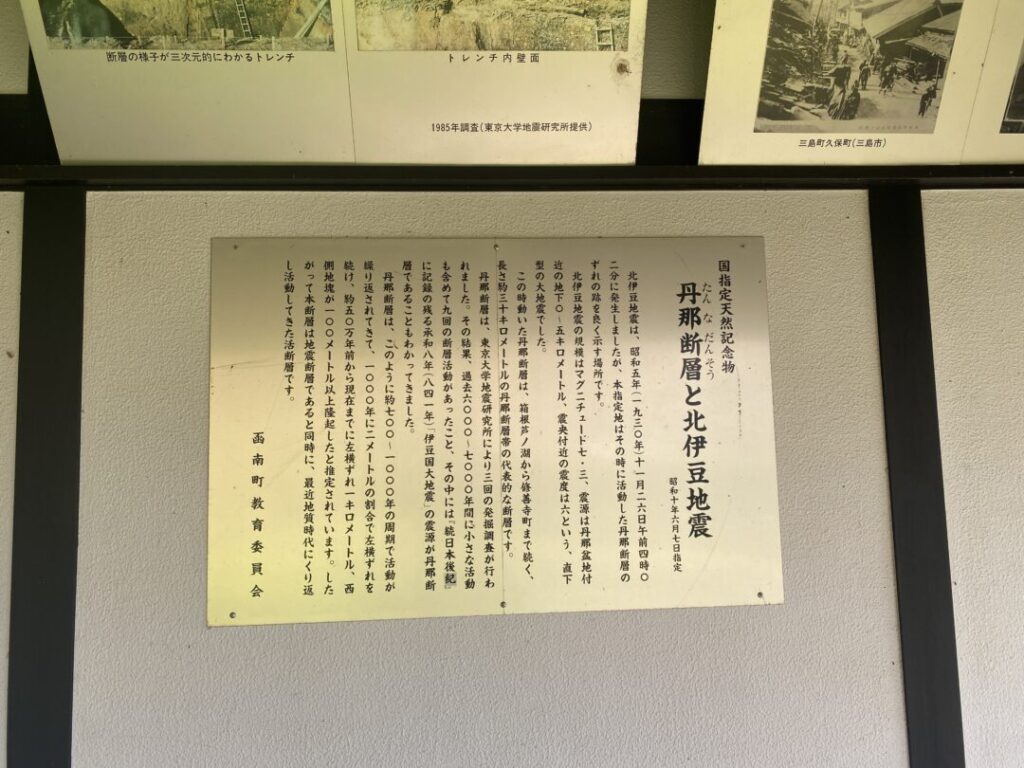 断層の様子が三次元的にわかるトレンチ
トレンチ内壁面
1985年調査(東京大学地震研究所提供)
三島町久保町(三島市)
国指定天然記念物
丹那断層と北伊豆地震
たんなだんそう
昭和十年六月七日指定
北伊豆地震は、昭和五年(一九三〇年)十一月二六日午前四時〇
二分に発生しましたが、本指定地はその時に活動した丹那断層の
ずれの跡を良く示す場所です。
北伊豆地震の規模はマグニチュード七・三、震源は丹那盆地付
近の地下〇〜五キロメートル、震央付近の震度は六という、直下
型の大地震でした。
この時動いた丹那断層は、箱根芦ノ湖から修善寺町まで続く、
長さ約三十キロメートルの丹那断層帯の代表的な断層です。
丹那断層は、東京大学地震研究所により三回の発掘調査が行わ
れました。その結果、過去六〇〇〇〜七〇〇〇年間に小さな活動
も含めて九回の断層活動があったこと、その中には『続日本後紀』
に記録の残る承和八年(八四一年)「伊豆国大地震」の震源が丹那断
層であることもわかってきました。
丹那断層は、このように約七〇〇〜一〇〇〇年の周期で活動が
繰り返されてきて、一〇〇〇年に二メートルの割合で左横ずれを
続け、約五〇万年前から現在までに左横ずれ一キロメートル、西
側地塊が一〇〇メートル以上隆起したと推定されています。した
がって本断層は地震断層であると同時に、最近地質時代にくり返
し活動してきた活断層です。
函南町教育委員会